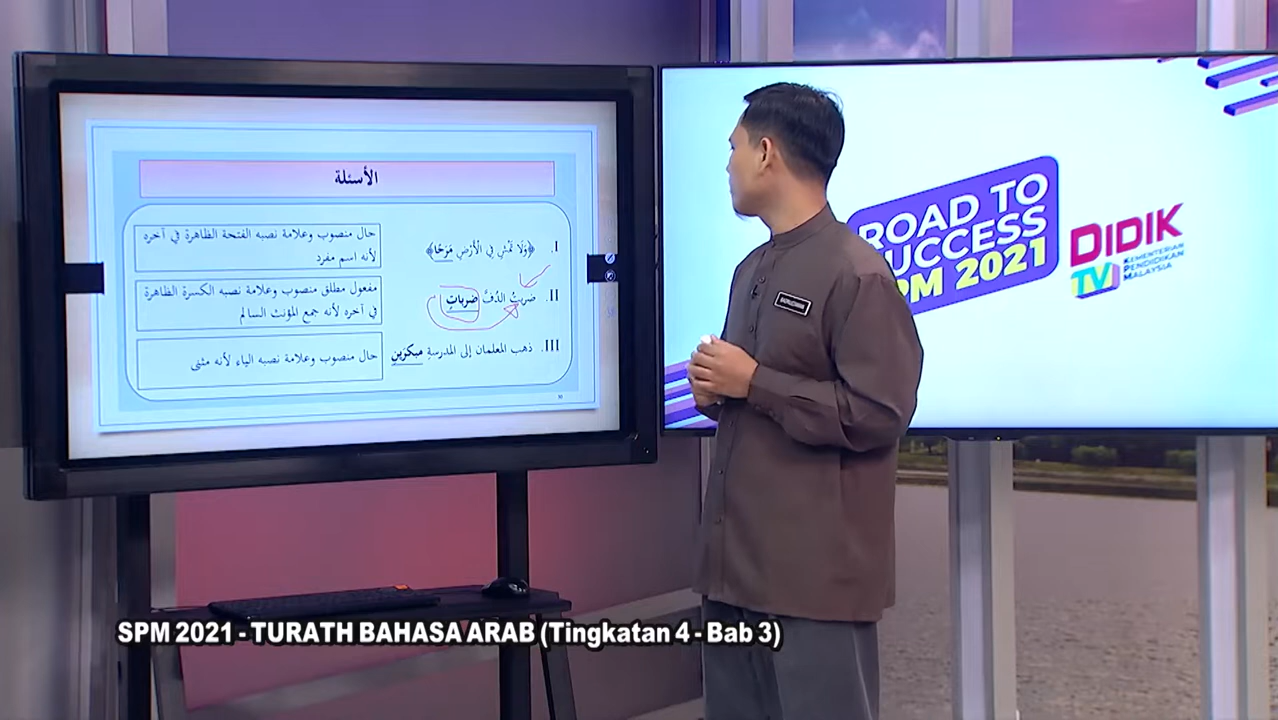 الأسئلة
I. ﴿وَلَا تَمْشِ فِي الْأَرْضِ مَرَحًا﴾
حال منصوب وعلامة نصبه الفتحة الظاهرة في آخره
لأنه اسم مفرد
II. ضربتُ الدُفَّ ضرباتٍ
مفعول مطلق منصوب وعلامة نصبه الكسرة الظاهرة
في آخره لأنه جمع المؤنث السالم
III. ذهب المعلمان إلى المدرسةِ مبكرَينِ
حال منصوب وعلامة نصبه الياء لأنه مثنى
ROAD TO
SUCCESS
SPM 2021
DIDIK
TV
KEMENTERIAN
PENDIDIKAN
MALAYSIA
SPM 2021 - TURATH BAHASA ARAB (Tingkatan 4 - Bab 3)